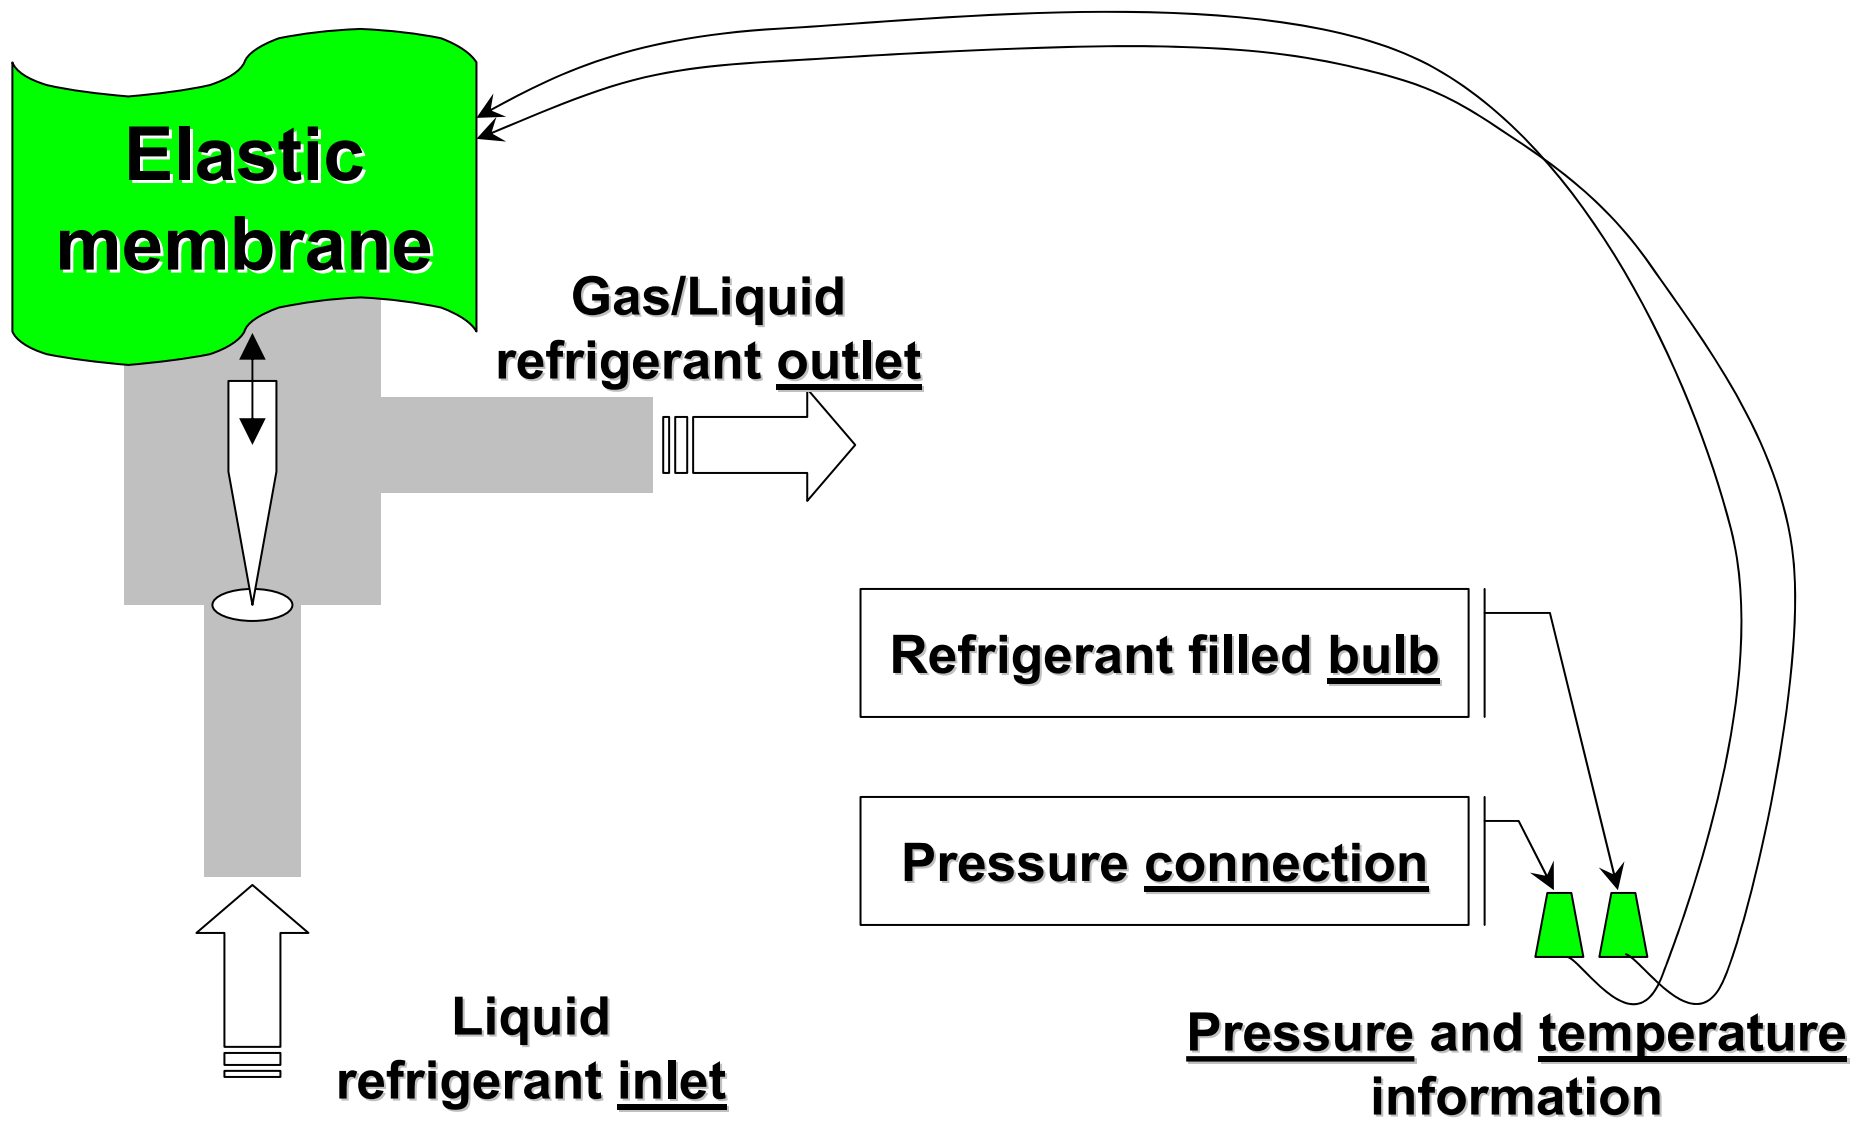 Elastic
membrane
Gas/Liquid
refrigerant outlet
Refrigerant filled bulb
Pressure connection
Liquid
refrigerant inlet
Pressure and temperature
information